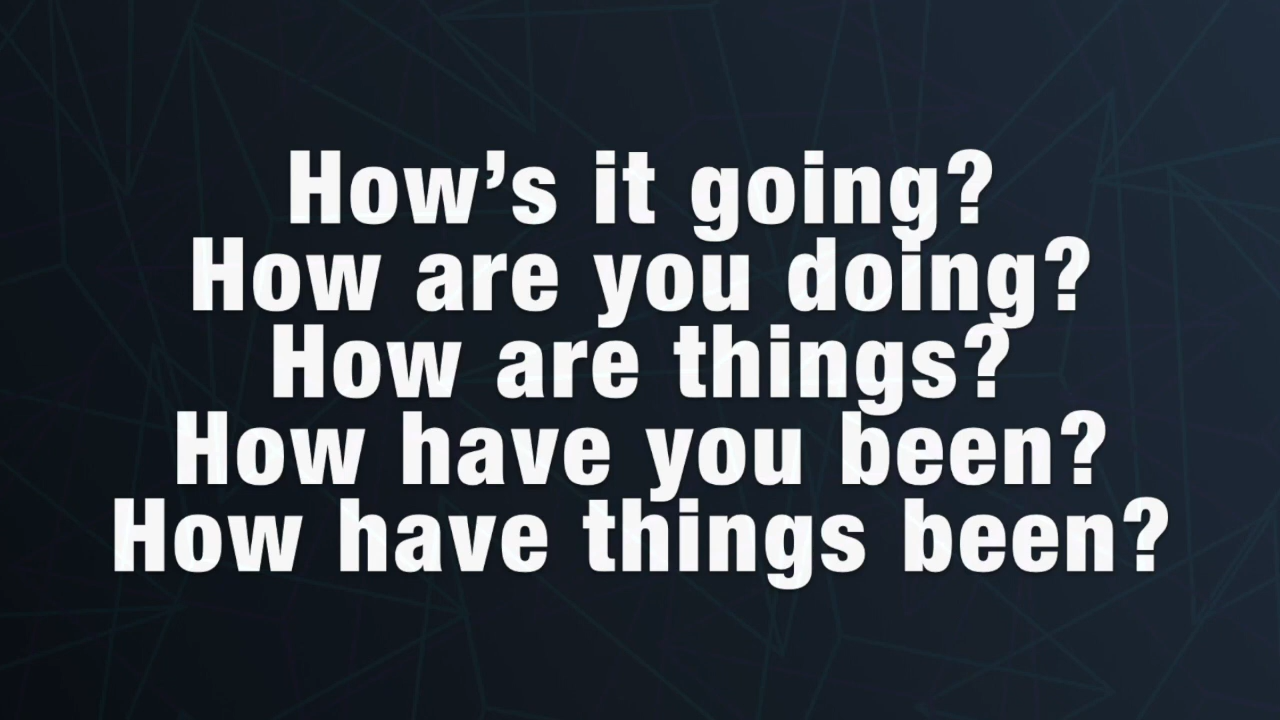 How’s it going?
How are you doing?
How are things?
How have you been?
How have things been?